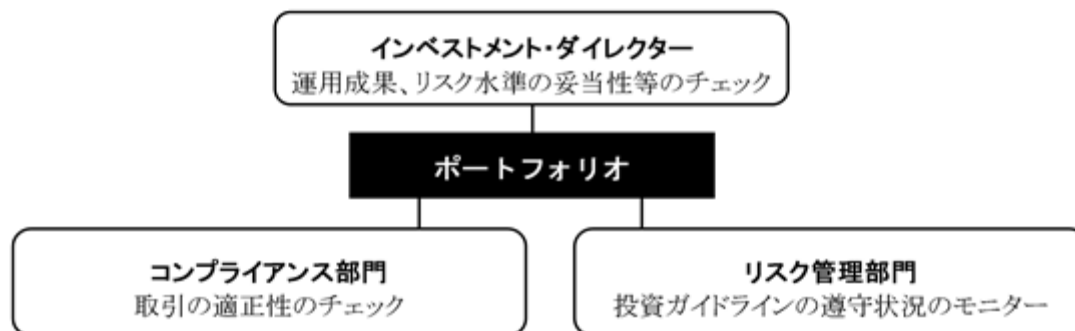 インベストメント・ダイレクター
運用成果、リスク水準の妥当性等のチェック
ポートフォリオ
コンプライアンス部門
取引の適正性のチェック
リスク管理部門
投資ガイドラインの遵守状況のモニター